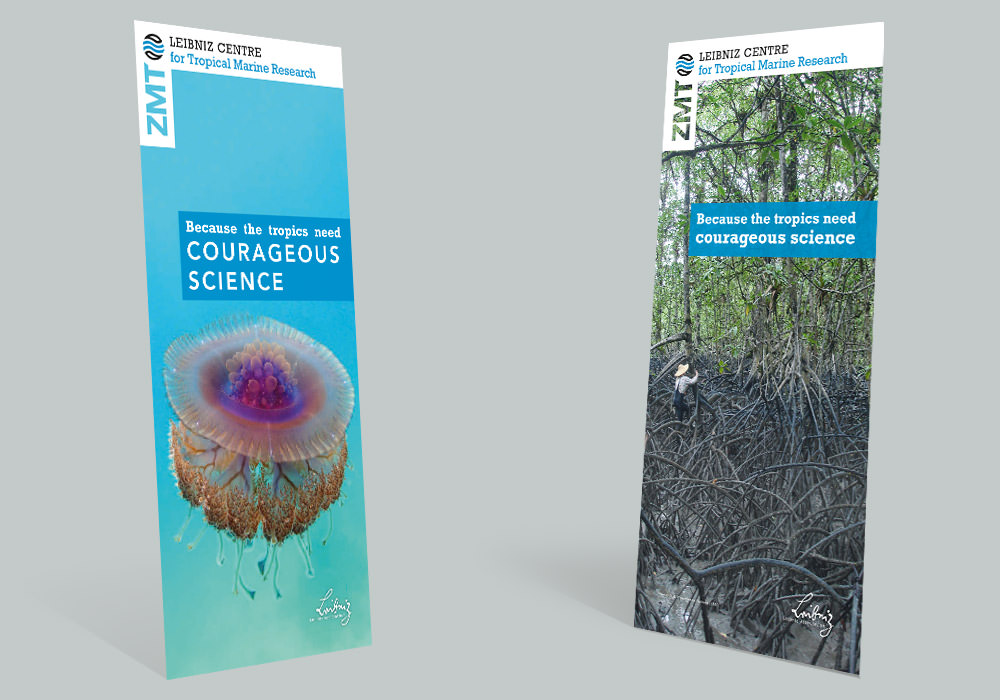 LEIBNIZ CENTRE
for Tropical Marine Research
ZMT
Because the tropics need
COURAGEOUS
SCIENCE
Leibniz
LEIBNIZ CENTRE
for Tropical Marine Research
ZMT
Because the tropics need
courageous science
Leibniz